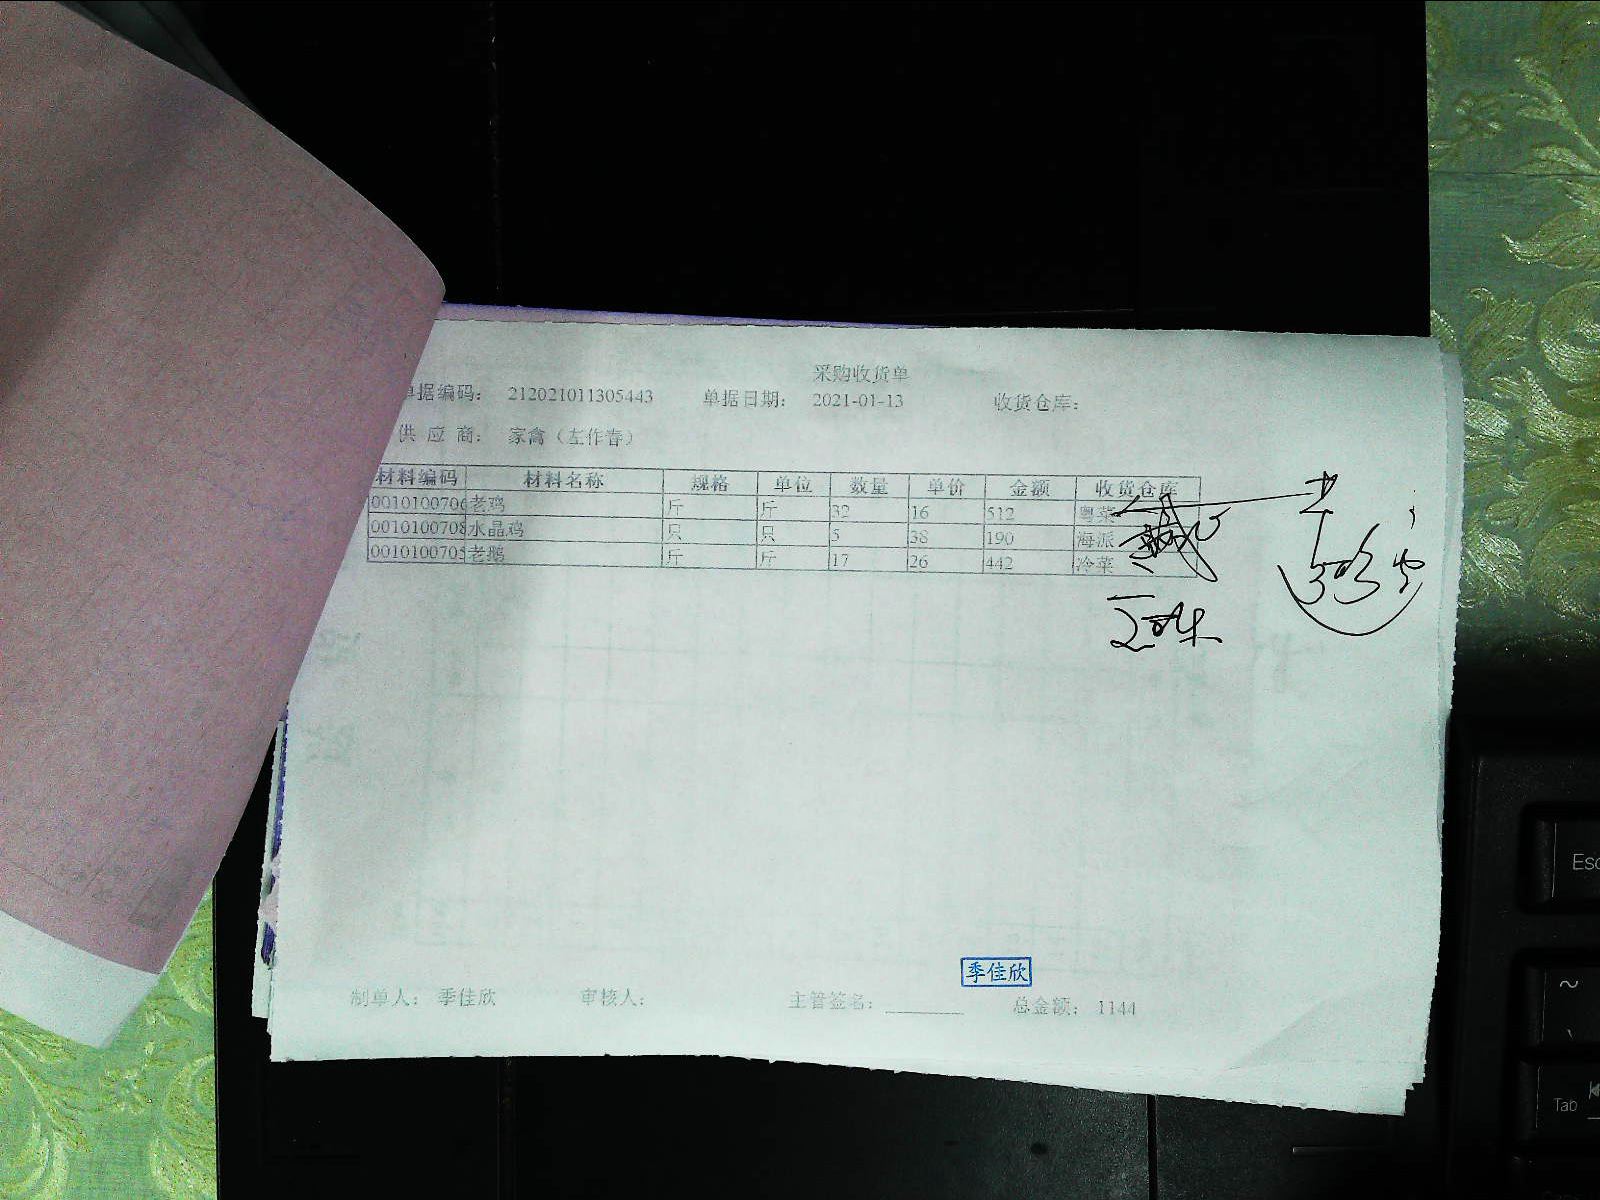 采购收货单
单据编码： 212021011305443 单据日期： 2021-01-13 收货仓库：
供 应 商： 家禽（左作春）
材料编码 材料名称 规格 单位 数量 单价 金额 收货仓库
0010100706 老鸡 斤 斤 32 16 512 粤菜
0010100708 水晶鸡 只 只 5 38 190 海派
0010100705 老鹅 斤 斤 17 26 442 冷菜
季佳欣
制单人： 季佳欣 审核人： 主管签名： 总金额： 1144
Esc
~
Tab